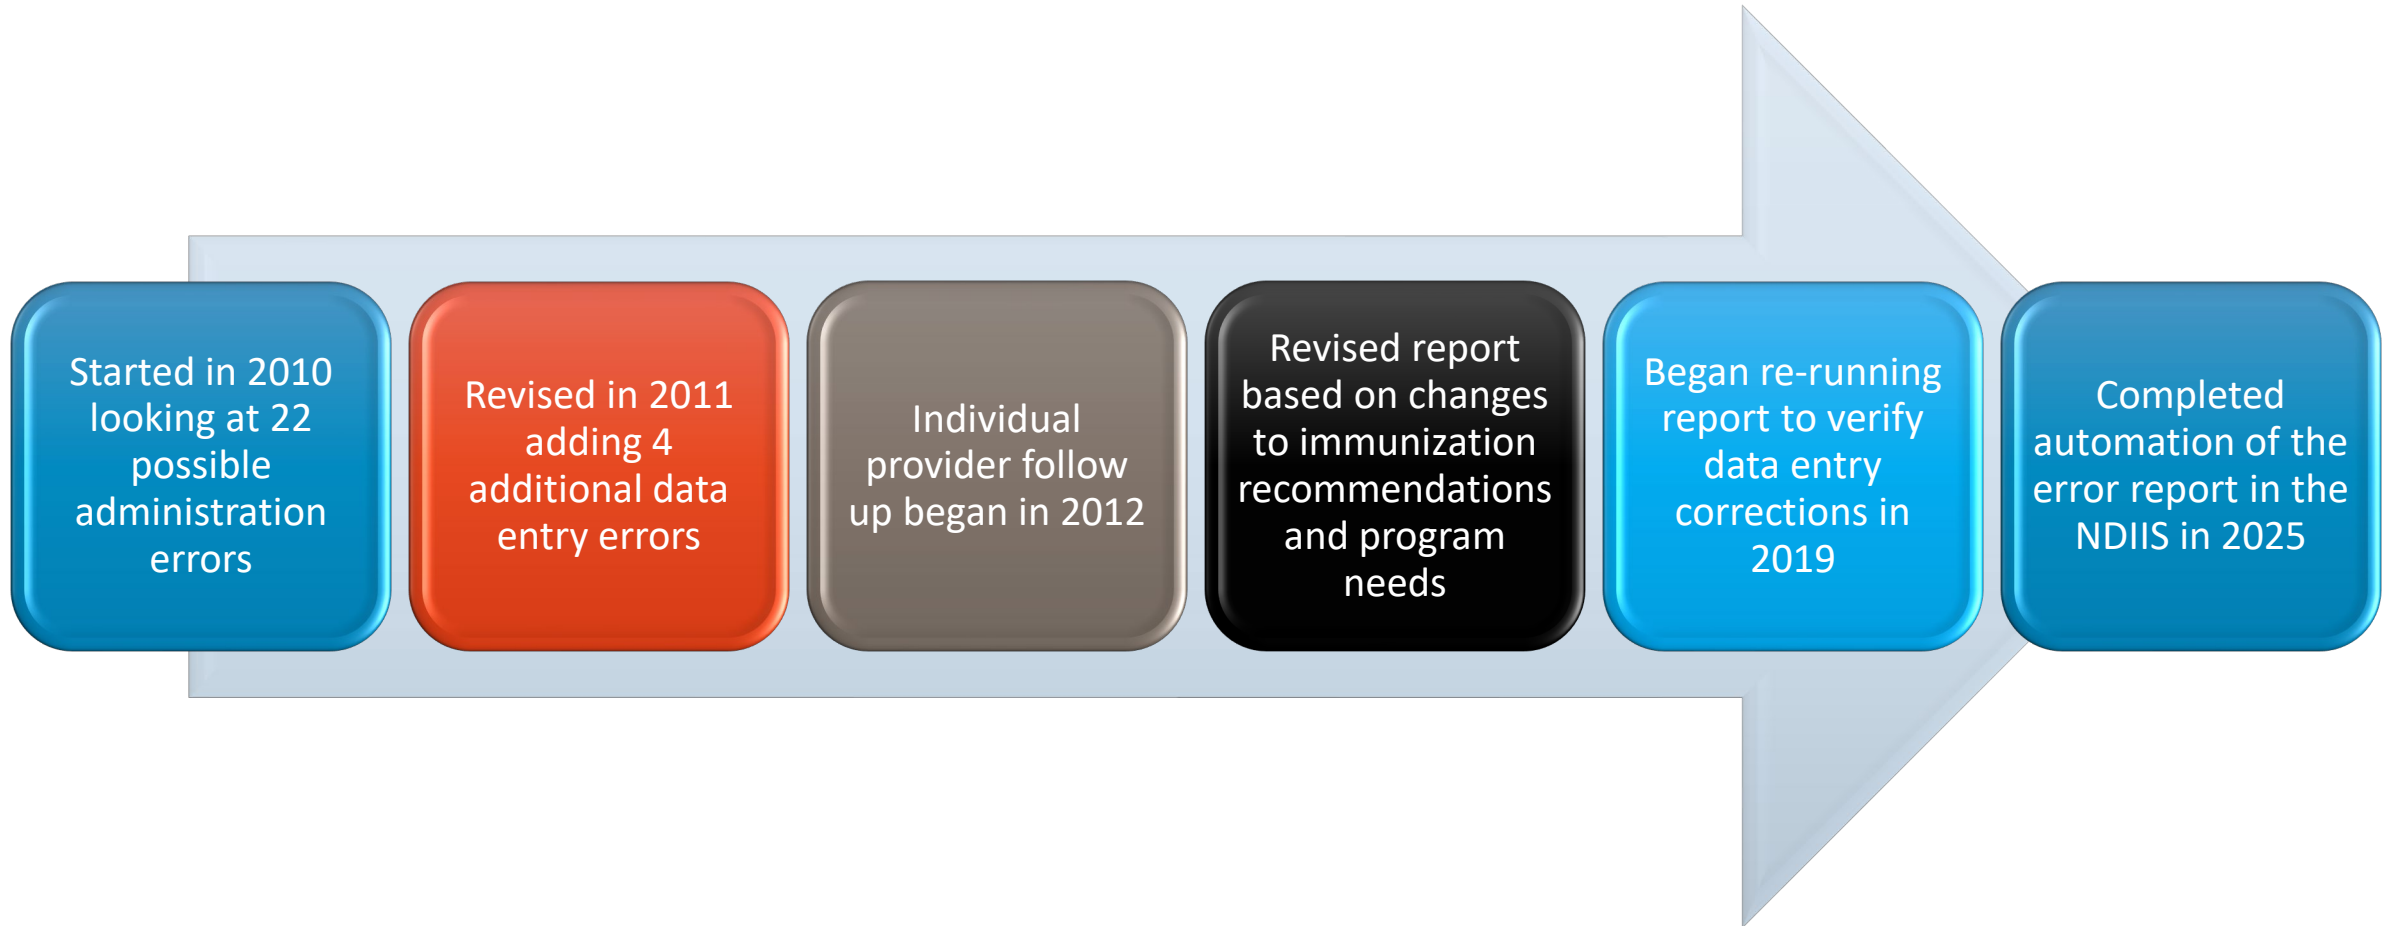 Started in 2010
looking at 22
possible
administration
errors
Revised in 2011
adding 4
additional data
entry errors
Individual
provider follow
up began in 2012
Revised report
based on changes
to immunization
recommendations
and program
needs
Began re-running
report to verify
data entry
corrections in
2019
Completed
automation of the
error report in the
NDIIS in 2025